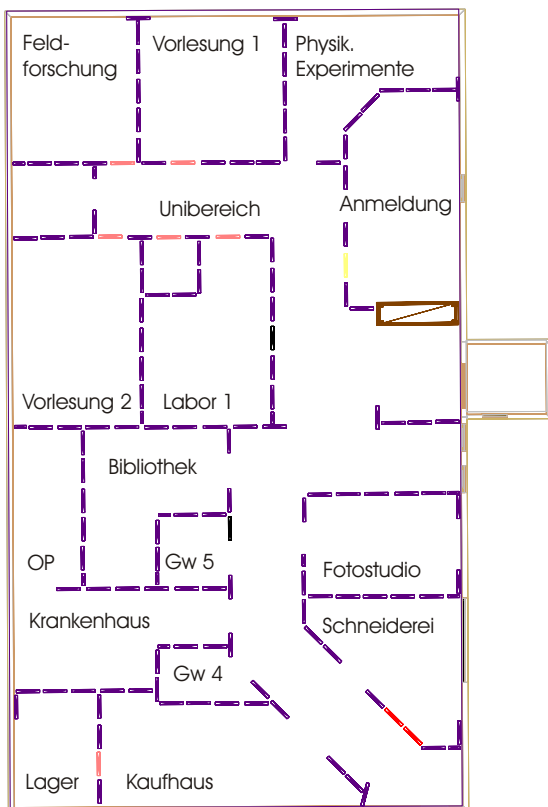 Feld-
forschung
Vorlesung 1
Physik.
Experimente
Unibereich
Anmeldung
Vorlesung 2
Labor 1
Bibliothek
OP
Gw 5
Fotostudio
Krankenhaus
Schneiderei
Gw 4
Lager
Kaufhaus